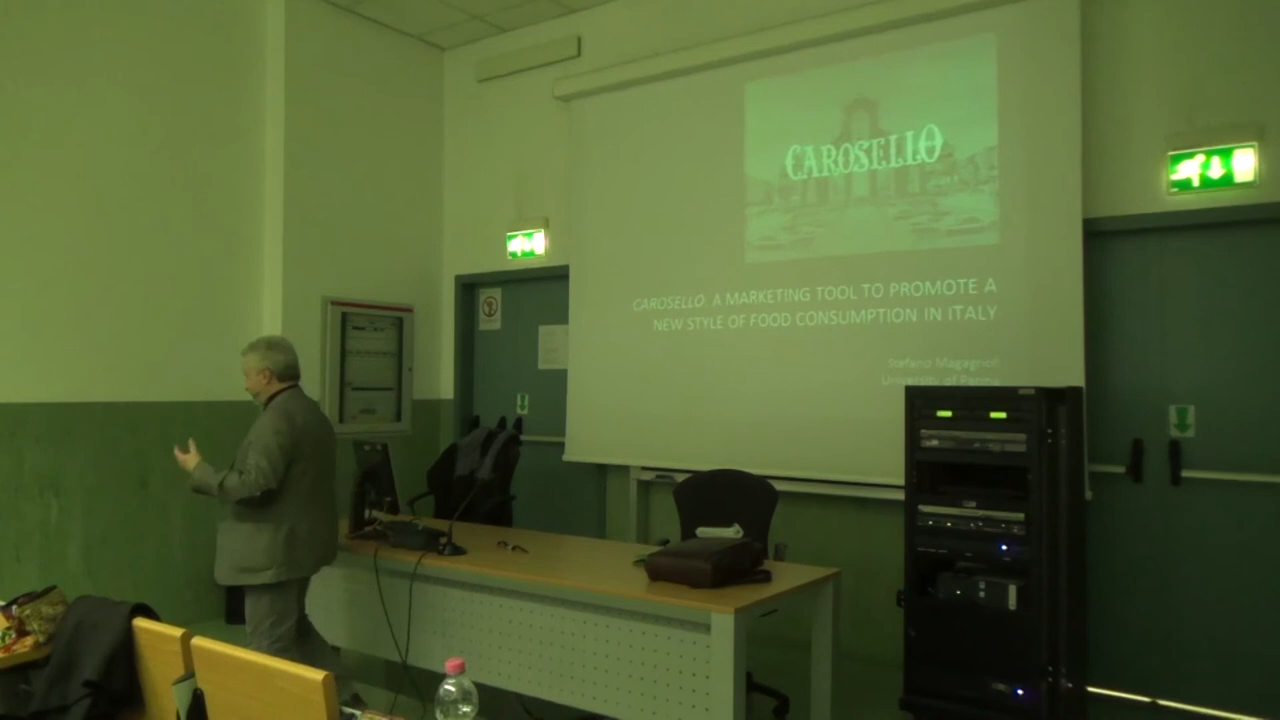 CAROSELLO
CAROSELLO: A MARKETING TOOL TO PROMOTE A
NEW STYLE OF FOOD CONSUMPTION IN ITALY
Stefano Magagnoli
University of Parma